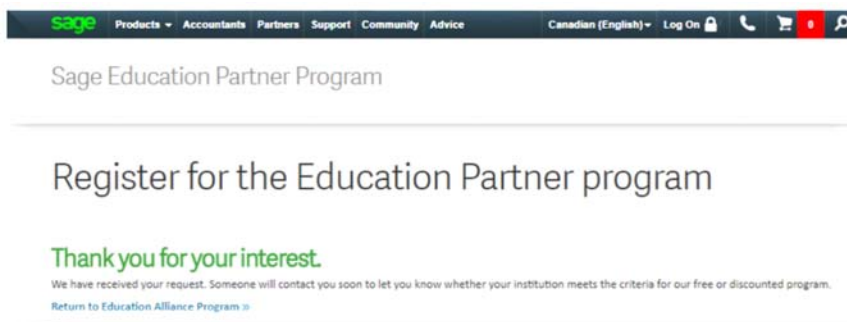 sage Products Accountants Partners Support Community Advice Canadian (English) Log On 0
Sage Education Partner Program
Register for the Education Partner program
Thank you for your interest.
We have received your request. Someone will contact you soon to let you know whether your institution meets the criteria for our free or discounted program.
Return to Education Alliance Program »